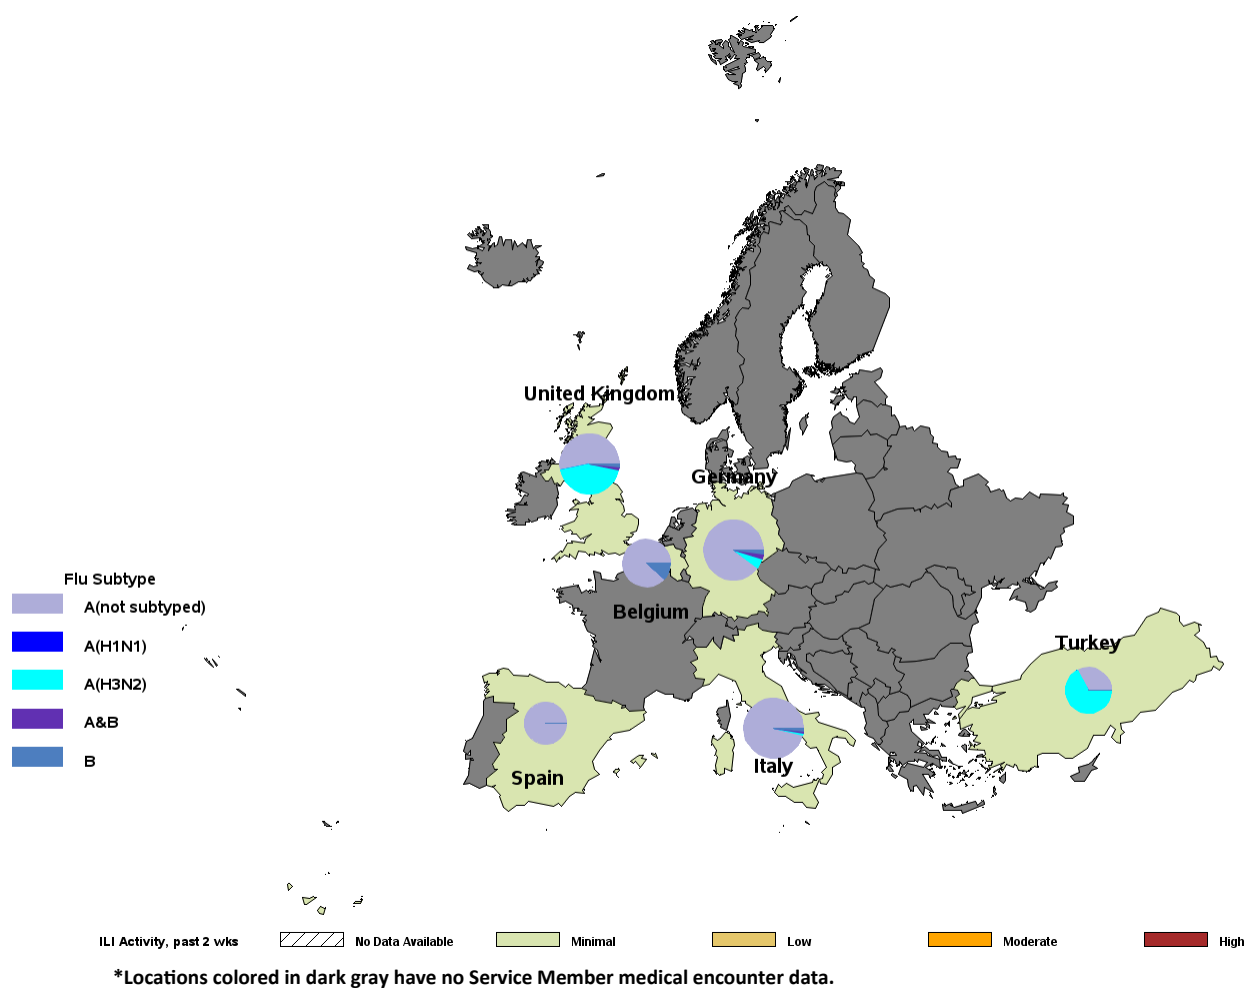 United Kingdom
Germany
Belgium
Turkey
Spain
Italy
Flu Subtype
A(not subtyped)
A(H1N1)
A(H3N2)
A&B
B
ILI Activity, past 2 wks
No Data Available
Minimal
Low
Moderate
High
*Locations colored in dark gray have no Service Member medical encounter data.